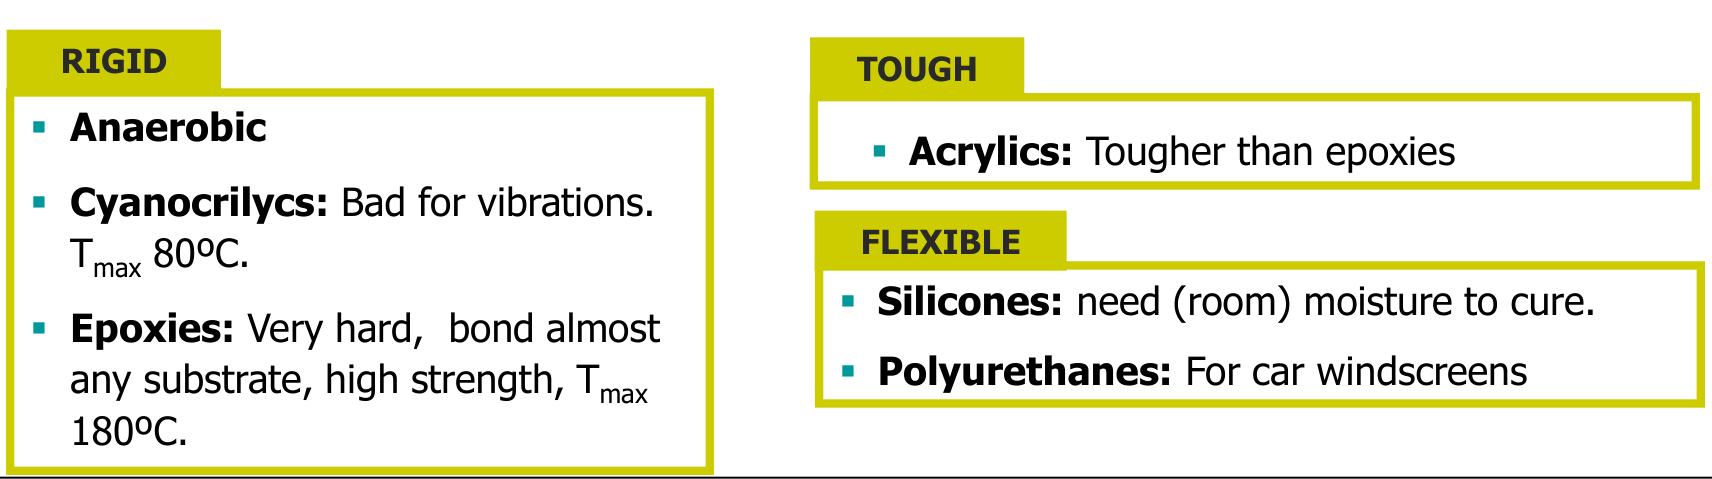 RIGID
▪ Anaerobic
▪ Cyanocrilycs: Bad for vibrations.
Tmax 80ºC.
▪ Epoxies: Very hard,  bond almost
any substrate, high strength, Tmax
180ºC.
TOUGH
▪ Acrylics: Tougher than epoxies
FLEXIBLE
▪ Silicones: need (room) moisture to cure.
▪ Polyurethanes: For car windscreens